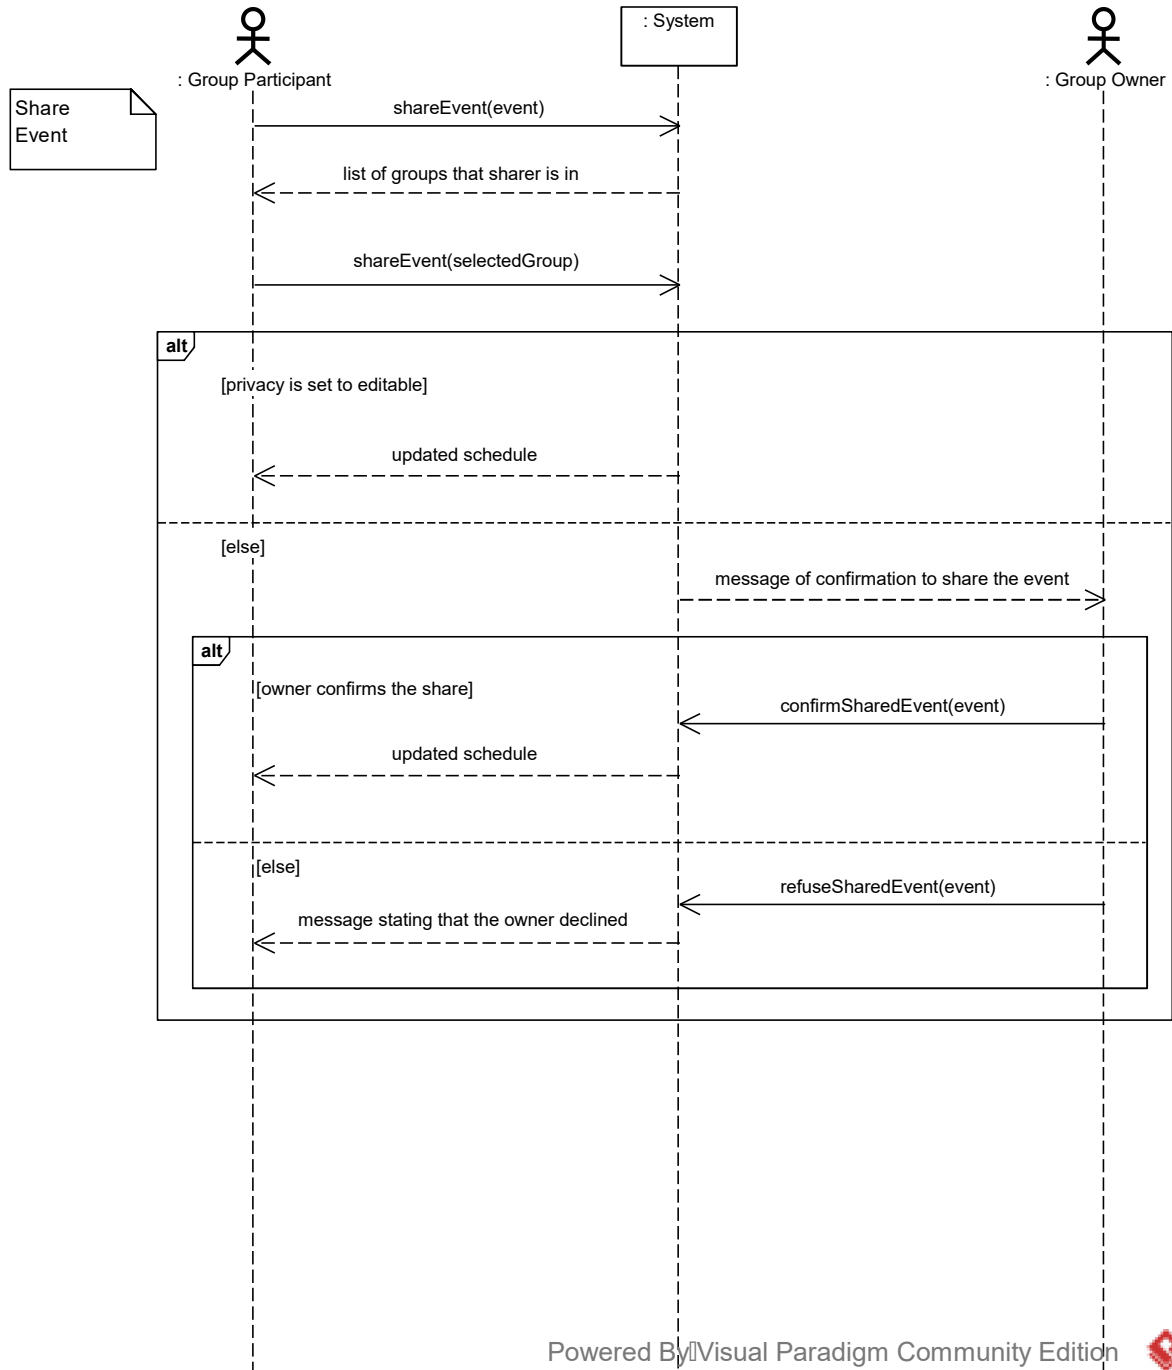 : System
: Group Participant
: Group Owner
Share
Event
shareEvent(event)
list of groups that sharer is in
shareEvent(selectedGroup)
alt
[privacy is set to editable]
updated schedule
[else]
message of confirmation to share the event
alt
[owner confirms the share]
confirmSharedEvent(event)
updated schedule
[else]
refuseSharedEvent(event)
message stating that the owner declined
Powered By Visual Paradigm Community Edition